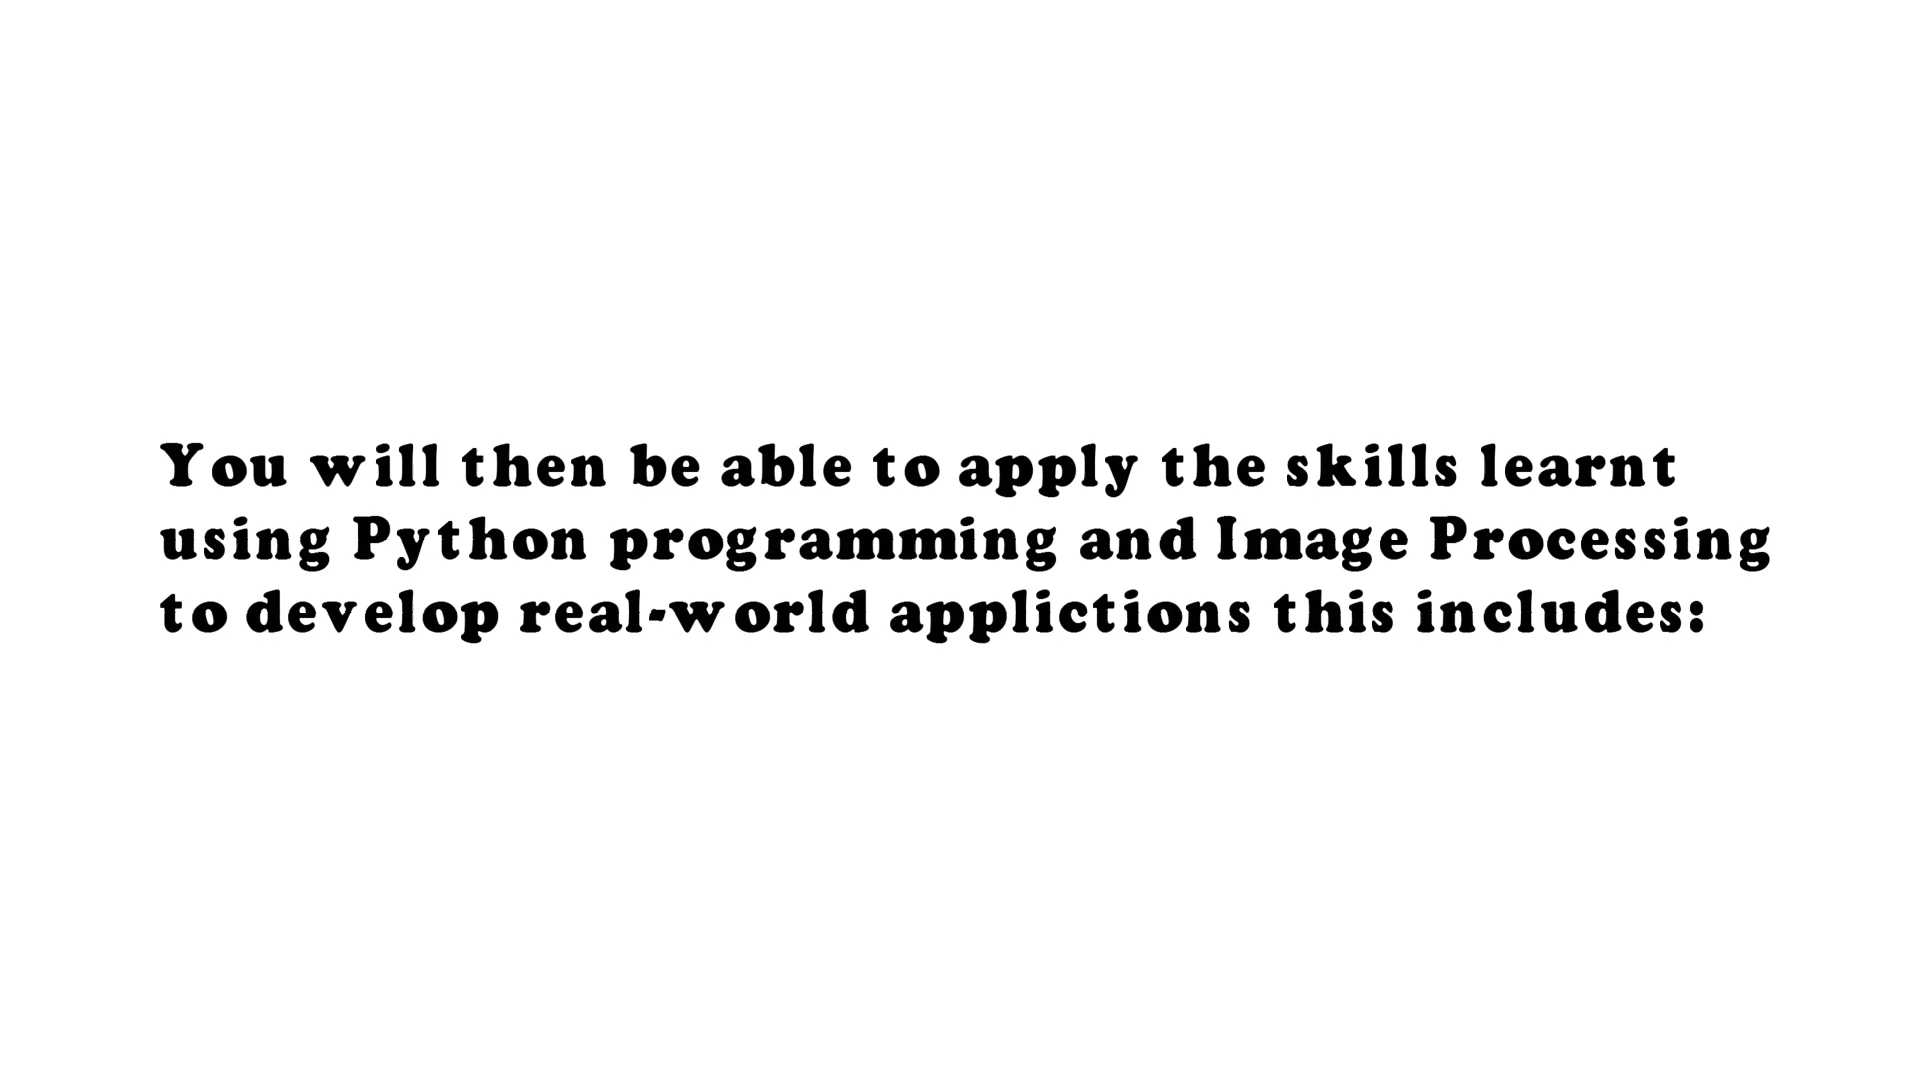 You will then be able to apply the skills learnt
using Python programming and Image Processing
to develop real-world applictions this includes: